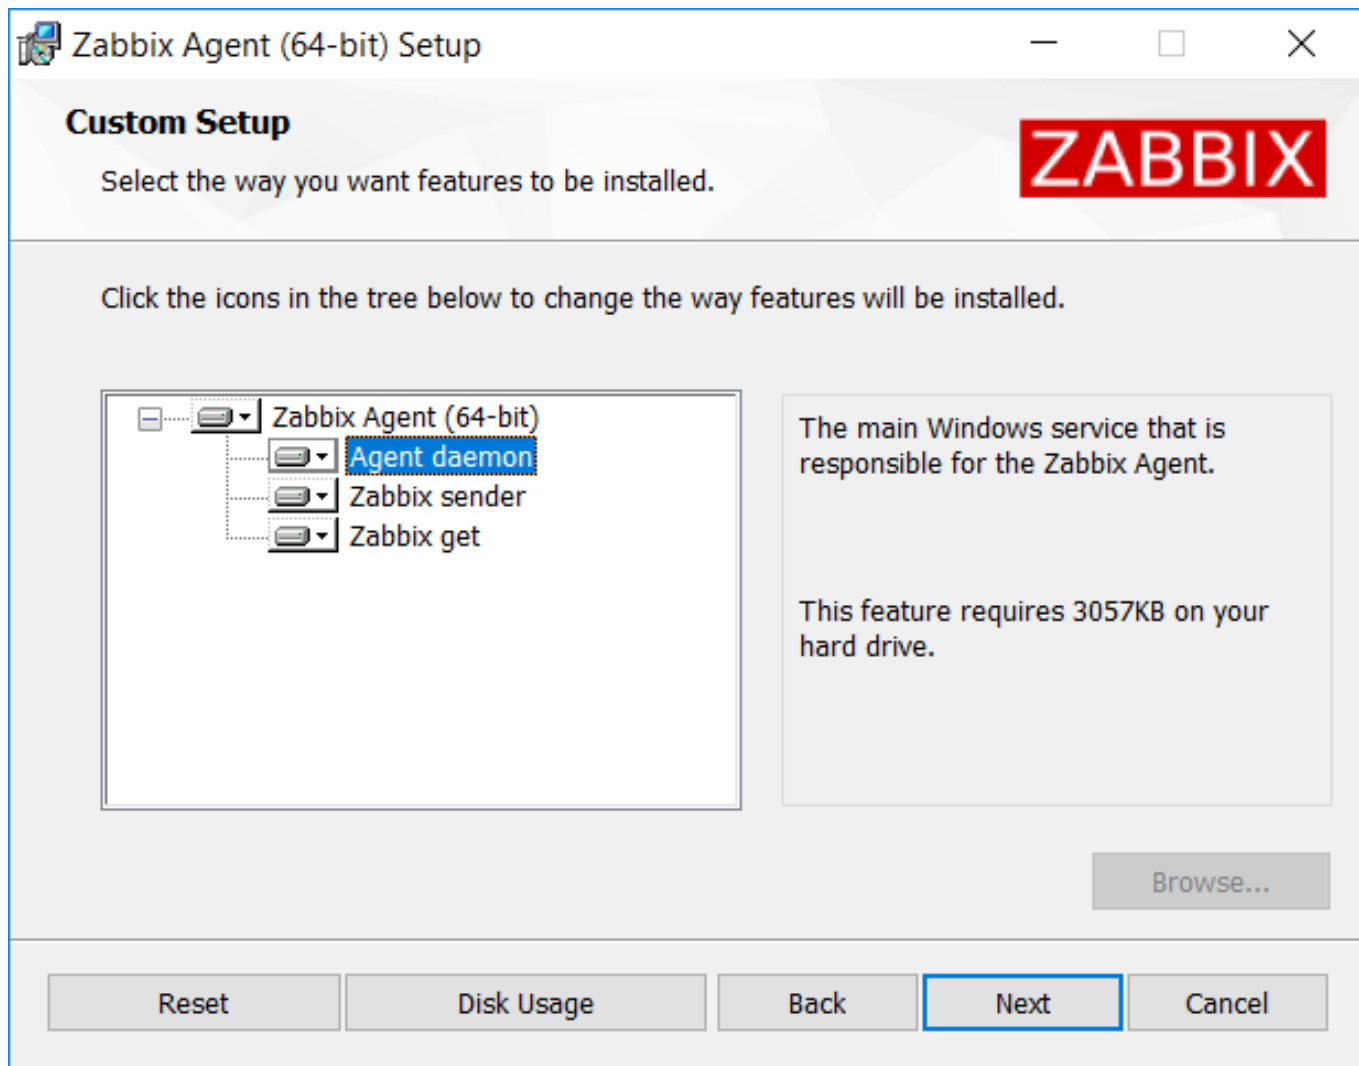 Zabbix Agent (64-bit) Setup
Custom Setup
Select the way you want features to be installed.
ZABBIX
Click the icons in the tree below to change the way features will be installed.
Zabbix Agent (64-bit)
Agent daemon
Zabbix sender
Zabbix get
The main Windows service that is
responsible for the Zabbix Agent.
This feature requires 3057KB on your
hard drive.
Browse...
Reset
Disk Usage
Back
Next
Cancel